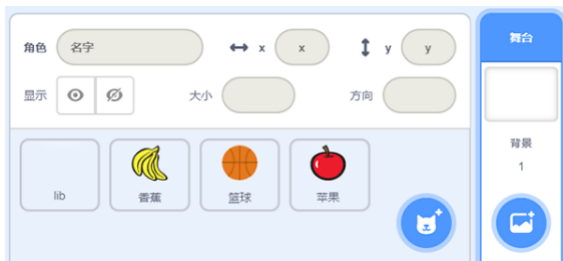 角色 名字 x x y y
显示 大小 方向
lib 香蕉 篮球 苹果
舞台
背景
1